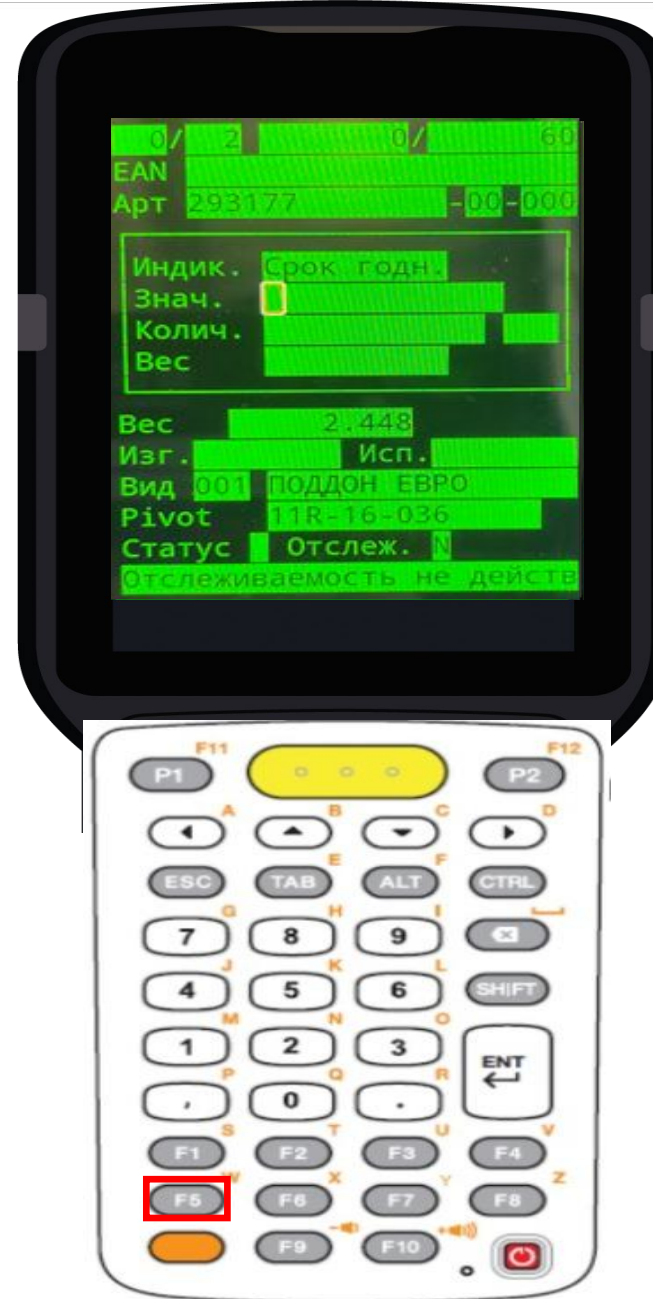 0/ 2 0/ 60
EAN
Арт 293177 -00-000
Индик. Срок годн.
Знач.
Колич.
Вес
Вес 2.448
Изг. Исп.
Вид 001 ПОДДОН ЕВРО
Pivot 11R-16-036
Статус Отслеж. N
Отслеживаемость не действ
F11 F12
P1 P2
A B C D
E F
ESC TAB ALT CTRL
G H I
7 8 9
J K L
4 5 6 SHIFT
M N O
1 2 3 ENT
P Q R
, 0 .
S T U V
F1 F2 F3 F4
W X Y Z
F5 F6 F7 F8
F9 F10